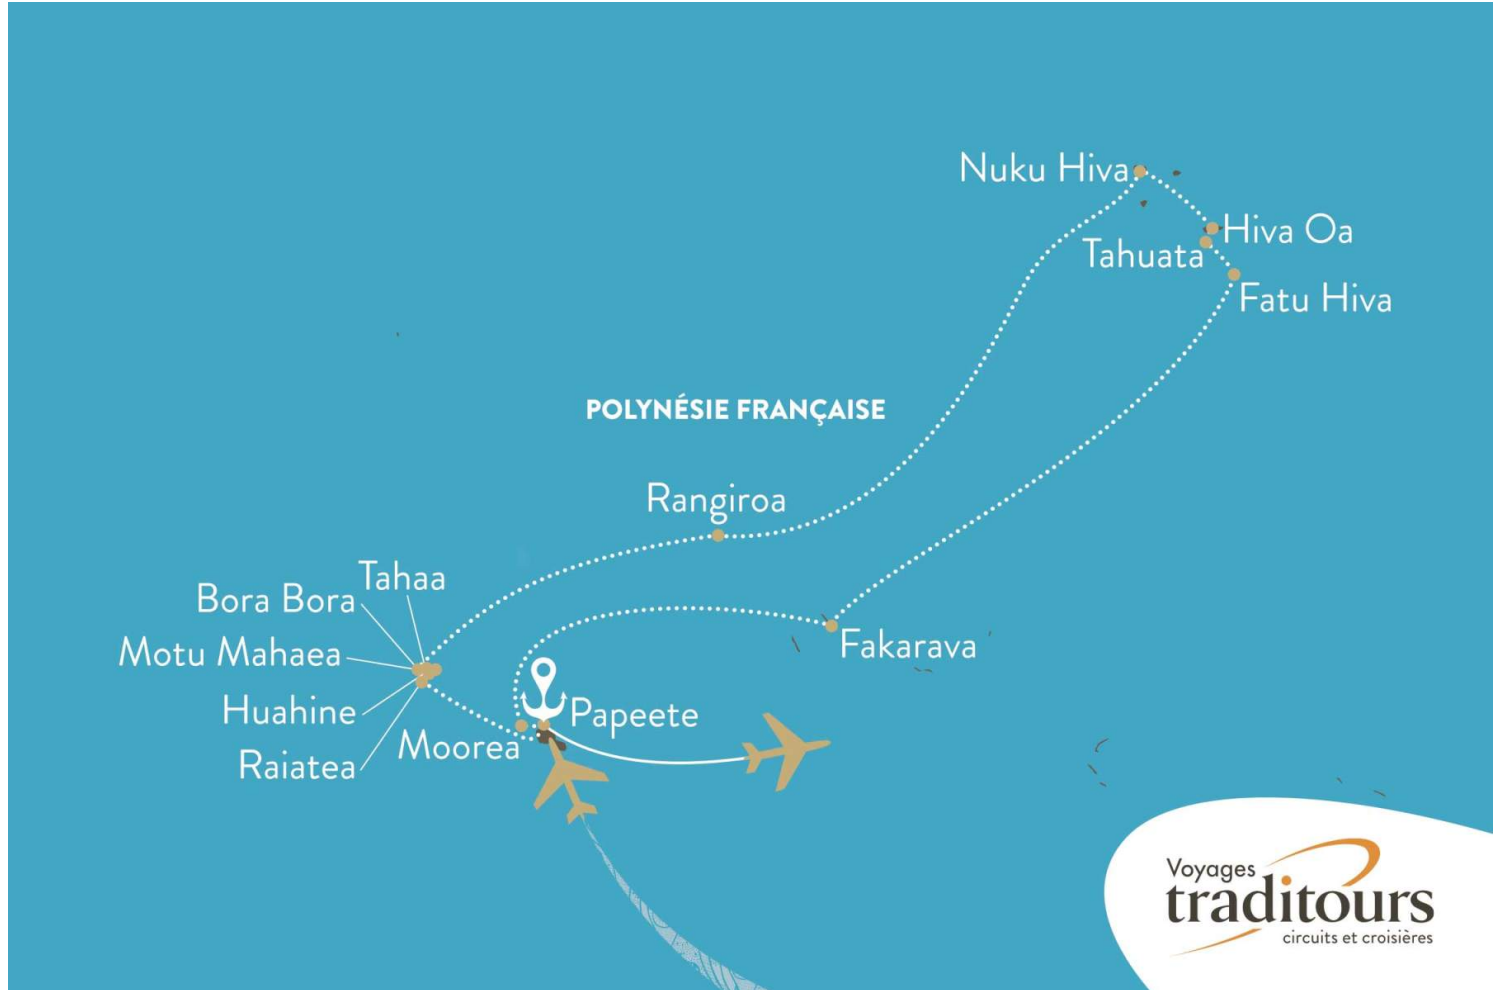 Nuku Hiva
Hiva Oa
Tahuata
Fatu Hiva
POLYNÉSIE FRANÇAISE
Rangiroa
Tahaa
Bora Bora
Motu Mahaea
Fakarava
Huahine
Papeete
Moorea
Raiatea
Voyages
traditours
circuits et croisières